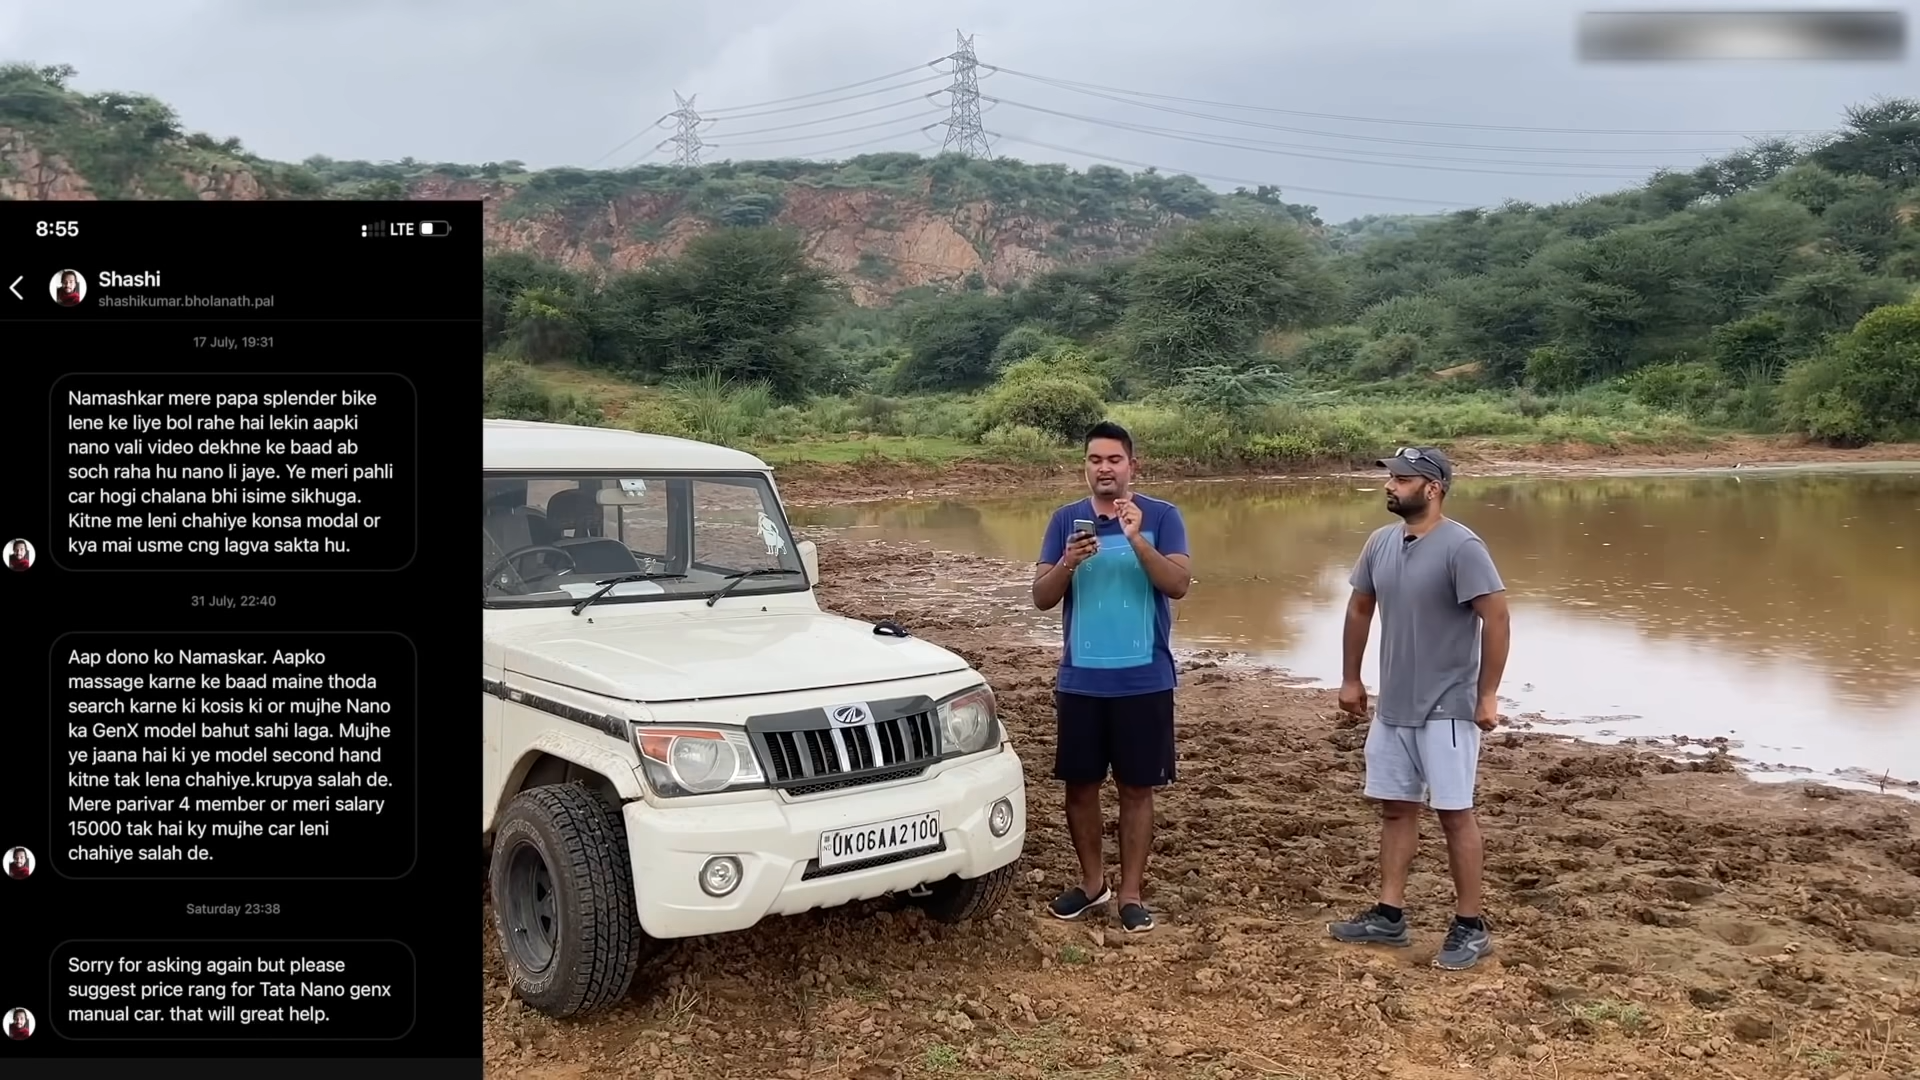 8:55
LTE
Shashi
shashikumar.bholanath.pal
17 July, 19:31
Namashkar mere papa splender bike
lene ke liye bol rahe hai lekin aapki
nano vali video dekhne ke baad ab
soch raha hu nano li jaye. Ye meri pahli
car hogi chalana bhi isime sikhuga.
Kitne me leni chahiye konsa modal or
kya mai usme cng lagva sakta hu.
31 July, 22:40
Aap dono ko Namaskar. Aapko
massage karne ke baad maine thoda
search karne ki kosis ki or mujhe Nano
ka GenX model bahut sahi laga. Mujhe
ye jaana hai ki ye model second hand
kitne tak lena chahiye.krupya salah de.
Mere parivar 4 member or meri salary
15000 tak hai ky mujhe car leni
chahiye salah de.
Saturday 23:38
Sorry for asking again but please
suggest price rang for Tata Nano genx
manual car. that will great help.
UK06AA2100
S A
I L
O N